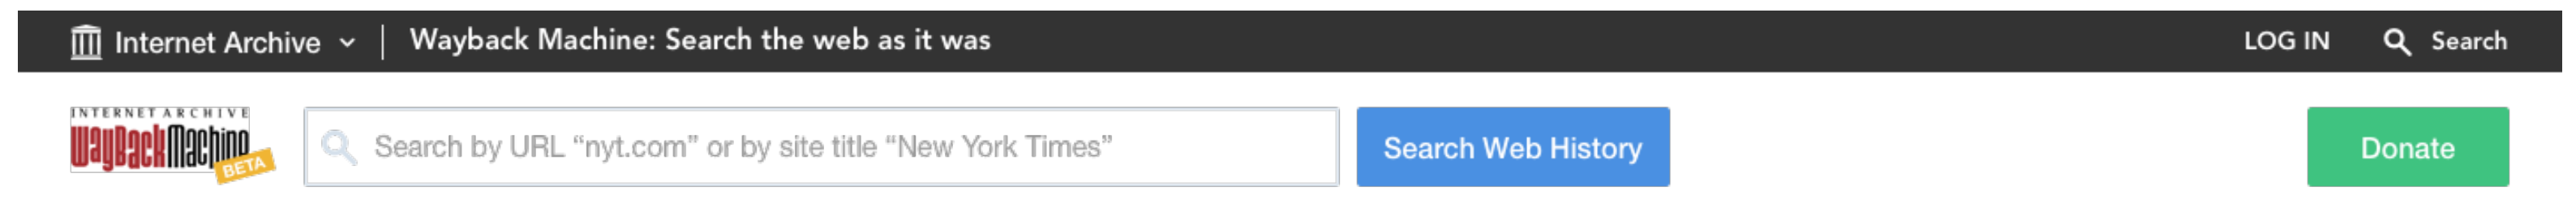 Internet Archive
Wayback Machine: Search the web as it was
LOG IN
Search
INTERNET ARCHIVE
WayBackMachine
BETA
Search by URL “nyt.com” or by site title “New York Times”
Search Web History
Donate